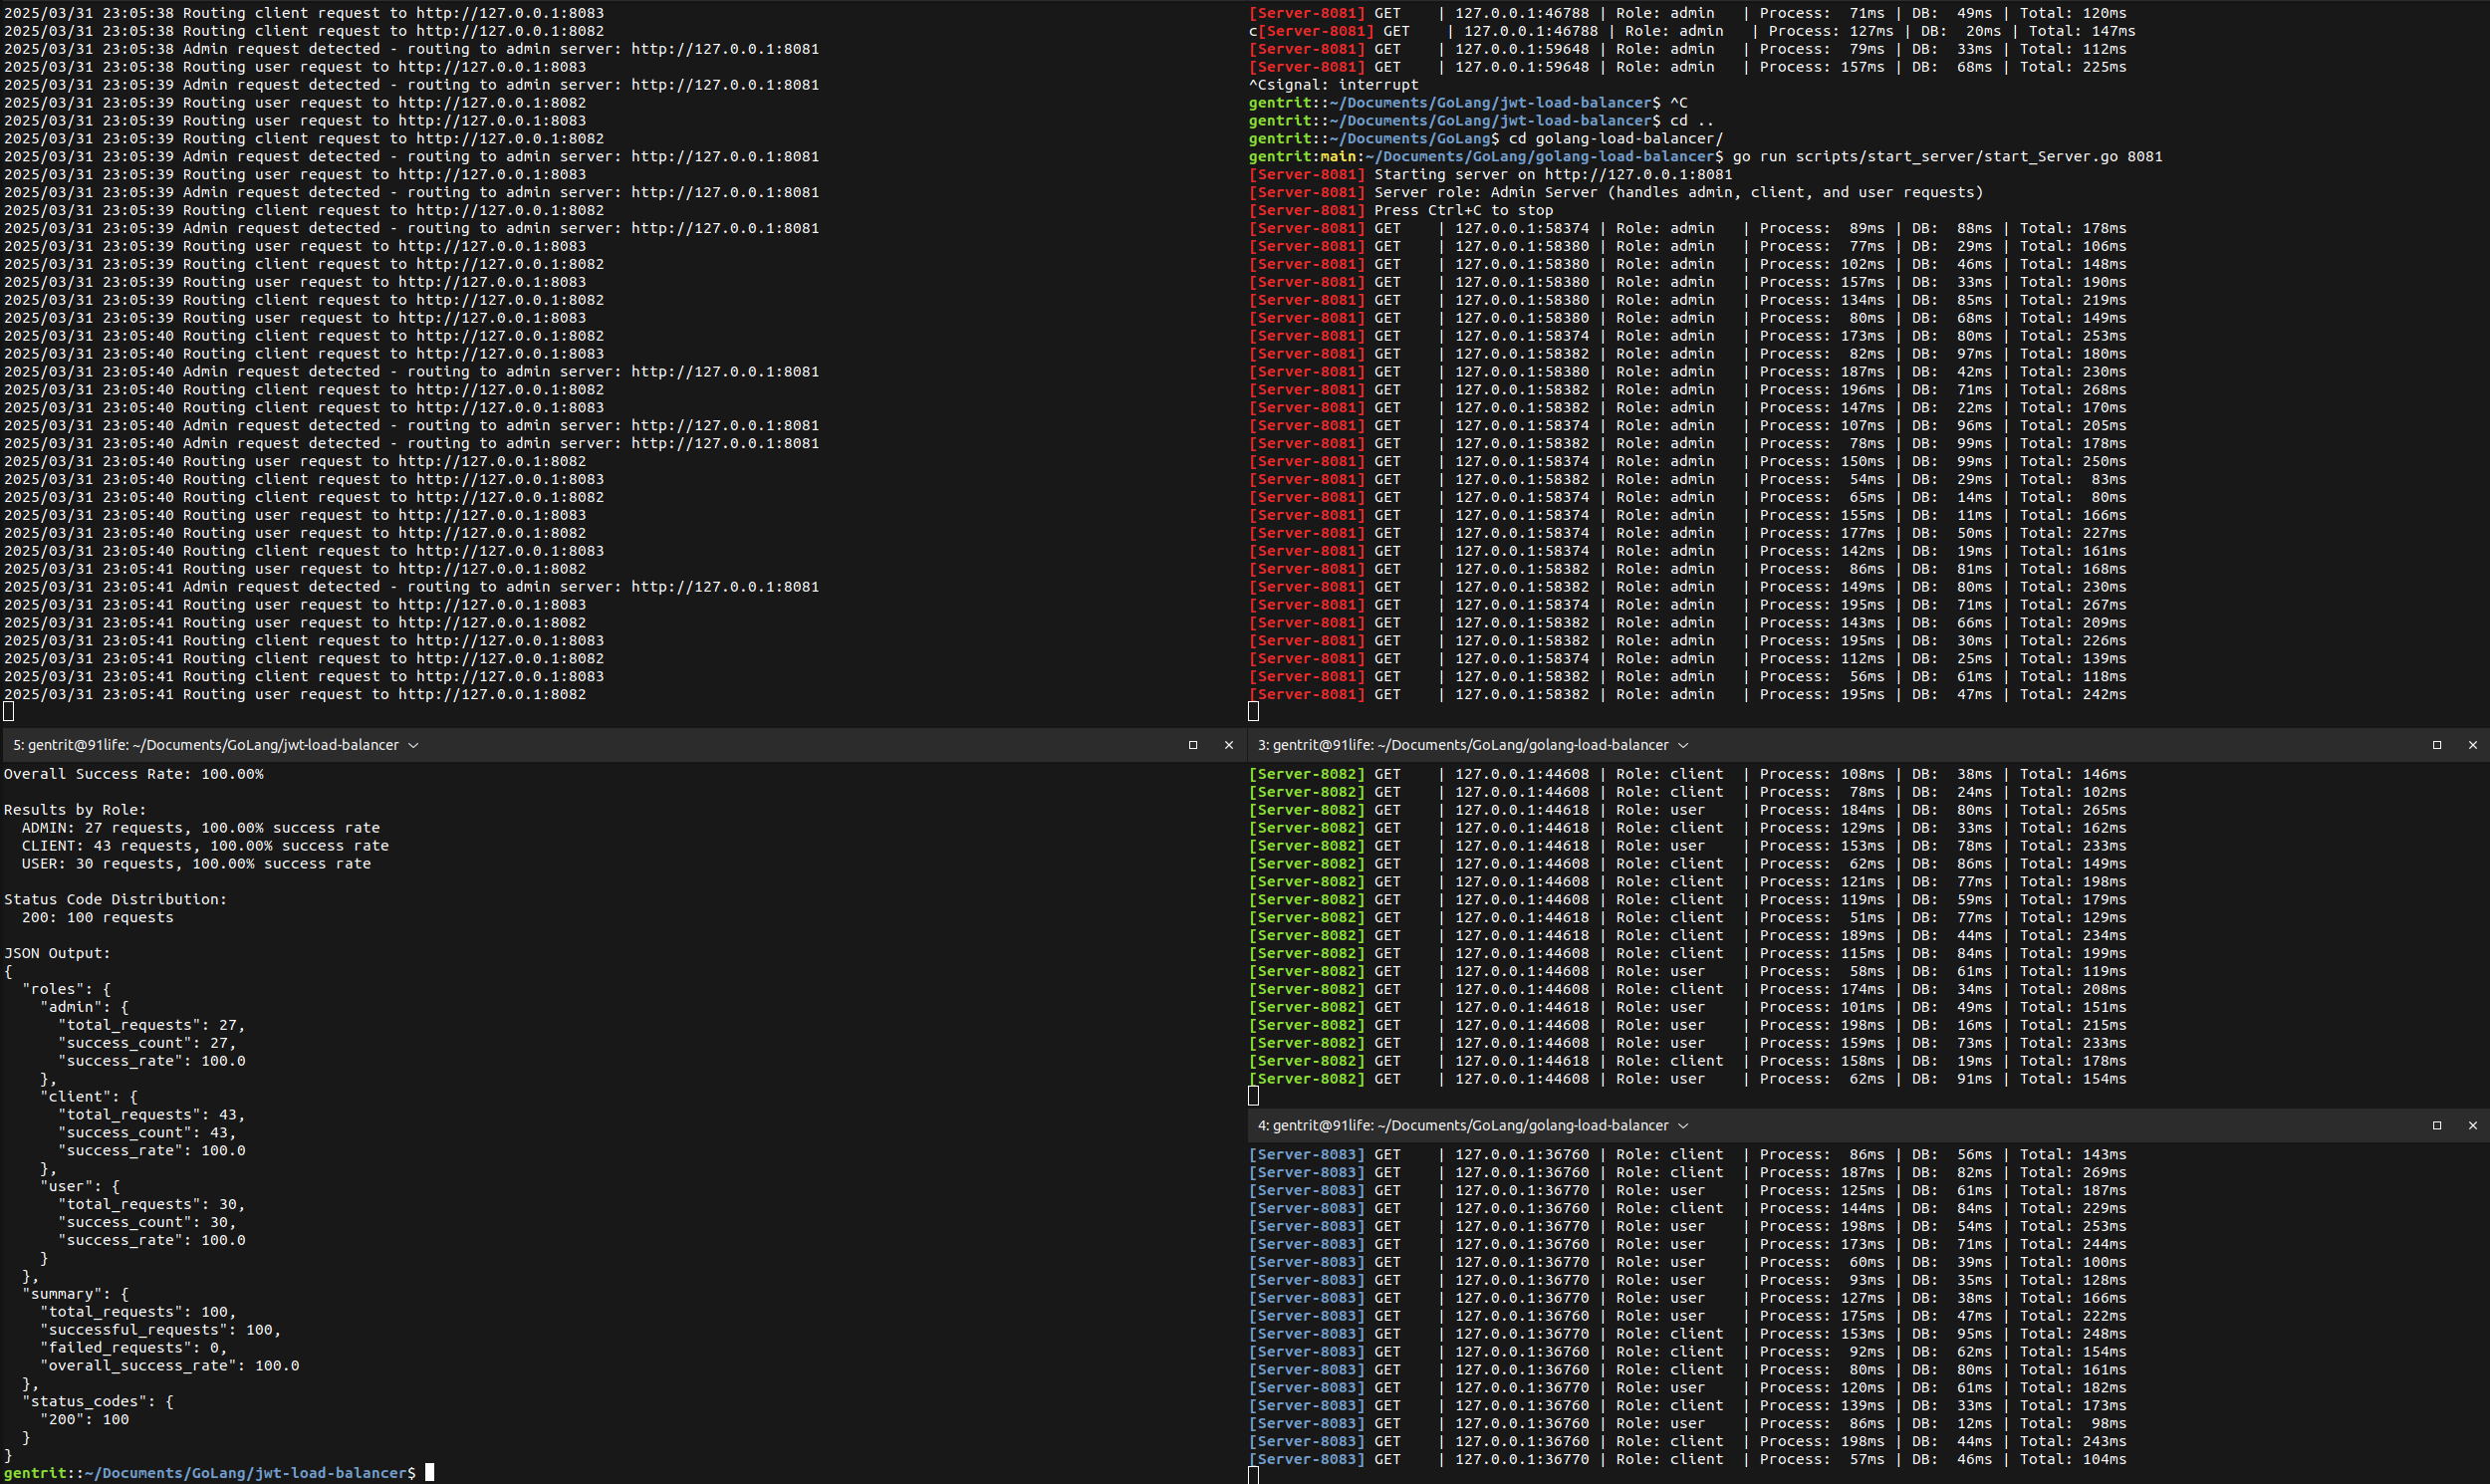 2025/03/31 23:05:38 Routing client request to http://127.0.0.1:8083
2025/03/31 23:05:38 Routing client request to http://127.0.0.1:8082
2025/03/31 23:05:38 Admin request detected - routing to admin server: http://127.0.0.1:8081
2025/03/31 23:05:38 Routing user request to http://127.0.0.1:8083
2025/03/31 23:05:39 Admin request detected - routing to admin server: http://127.0.0.1:8081
2025/03/31 23:05:39 Routing user request to http://127.0.0.1:8082
2025/03/31 23:05:39 Routing user request to http://127.0.0.1:8083
2025/03/31 23:05:39 Routing client request to http://127.0.0.1:8082
2025/03/31 23:05:39 Admin request detected - routing to admin server: http://127.0.0.1:8081
2025/03/31 23:05:39 Routing user request to http://127.0.0.1:8083
2025/03/31 23:05:39 Admin request detected - routing to admin server: http://127.0.0.1:8081
2025/03/31 23:05:39 Routing client request to http://127.0.0.1:8082
2025/03/31 23:05:39 Admin request detected - routing to admin server: http://127.0.0.1:8081
2025/03/31 23:05:39 Routing user request to http://127.0.0.1:8083
2025/03/31 23:05:39 Routing client request to http://127.0.0.1:8082
2025/03/31 23:05:39 Routing user request to http://127.0.0.1:8083
2025/03/31 23:05:39 Routing client request to http://127.0.0.1:8082
2025/03/31 23:05:39 Routing user request to http://127.0.0.1:8083
2025/03/31 23:05:40 Routing client request to http://127.0.0.1:8082
2025/03/31 23:05:40 Routing client request to http://127.0.0.1:8083
2025/03/31 23:05:40 Admin request detected - routing to admin server: http://127.0.0.1:8081
2025/03/31 23:05:40 Routing client request to http://127.0.0.1:8082
2025/03/31 23:05:40 Routing client request to http://127.0.0.1:8083
2025/03/31 23:05:40 Admin request detected - routing to admin server: http://127.0.0.1:8081
2025/03/31 23:05:40 Admin request detected - routing to admin server: http://127.0.0.1:8081
2025/03/31 23:05:40 Routing user request to http://127.0.0.1:8082
2025/03/31 23:05:40 Routing client request to http://127.0.0.1:8083
2025/03/31 23:05:40 Routing client request to http://127.0.0.1:8082
2025/03/31 23:05:40 Routing user request to http://127.0.0.1:8083
2025/03/31 23:05:40 Routing user request to http://127.0.0.1:8082
2025/03/31 23:05:40 Routing client request to http://127.0.0.1:8083
2025/03/31 23:05:41 Routing user request to http://127.0.0.1:8082
2025/03/31 23:05:41 Admin request detected - routing to admin server: http://127.0.0.1:8081
2025/03/31 23:05:41 Routing user request to http://127.0.0.1:8083
2025/03/31 23:05:41 Routing user request to http://127.0.0.1:8082
2025/03/31 23:05:41 Routing client request to http://127.0.0.1:8083
2025/03/31 23:05:41 Routing client request to http://127.0.0.1:8082
2025/03/31 23:05:41 Routing client request to http://127.0.0.1:8083
2025/03/31 23:05:41 Routing user request to http://127.0.0.1:8082
5: gentrit@91life: ~/Documents/GoLang/jwt-load-balancer
Overall Success Rate: 100.00%
Results by Role:
ADMIN: 27 requests, 100.00% success rate
CLIENT: 43 requests, 100.00% success rate
USER: 30 requests, 100.00% success rate
Status Code Distribution:
200: 100 requests
JSON Output:
{
"roles": {
"admin": {
"total_requests": 27,
"success_count": 27,
"success_rate": 100.0
},
"client": {
"total_requests": 43,
"success_count": 43,
"success_rate": 100.0
},
"user": {
"total_requests": 30,
"success_count": 30,
"success_rate": 100.0
}
},
"summary": {
"total_requests": 100,
"successful_requests": 100,
"failed_requests": 0,
"overall_success_rate": 100.0
},
"status_codes": {
"200": 100
}
}
gentrit::~/Documents/GoLang/jwt-load-balancer$
[Server-8081] GET | 127.0.0.1:46788 | Role: admin | Process: 71ms | DB: 49ms | Total: 120ms
c[Server-8081] GET | 127.0.0.1:46788 | Role: admin | Process: 127ms | DB: 20ms | Total: 147ms
[Server-8081] GET | 127.0.0.1:59648 | Role: admin | Process: 79ms | DB: 33ms | Total: 112ms
[Server-8081] GET | 127.0.0.1:59648 | Role: admin | Process: 157ms | DB: 68ms | Total: 225ms
^Csignal: interrupt
gentrit::~/Documents/GoLang/jwt-load-balancer$ ^C
gentrit::~/Documents/GoLang/jwt-load-balancer$ cd ..
gentrit::~/Documents/GoLang$ cd golang-load-balancer/
gentrit:main:~/Documents/GoLang/golang-load-balancer$ go run scripts/start_server/start_Server.go 8081
[Server-8081] Starting server on http://127.0.0.1:8081
[Server-8081] Server role: Admin Server (handles admin, client, and user requests)
[Server-8081] Press Ctrl+C to stop
[Server-8081] GET | 127.0.0.1:58374 | Role: admin | Process: 89ms | DB: 88ms | Total: 178ms
[Server-8081] GET | 127.0.0.1:58380 | Role: admin | Process: 77ms | DB: 29ms | Total: 106ms
[Server-8081] GET | 127.0.0.1:58380 | Role: admin | Process: 102ms | DB: 46ms | Total: 148ms
[Server-8081] GET | 127.0.0.1:58380 | Role: admin | Process: 157ms | DB: 33ms | Total: 190ms
[Server-8081] GET | 127.0.0.1:58380 | Role: admin | Process: 134ms | DB: 85ms | Total: 219ms
[Server-8081] GET | 127.0.0.1:58380 | Role: admin | Process: 80ms | DB: 68ms | Total: 149ms
[Server-8081] GET | 127.0.0.1:58374 | Role: admin | Process: 173ms | DB: 80ms | Total: 253ms
[Server-8081] GET | 127.0.0.1:58382 | Role: admin | Process: 82ms | DB: 97ms | Total: 180ms
[Server-8081] GET | 127.0.0.1:58380 | Role: admin | Process: 187ms | DB: 42ms | Total: 230ms
[Server-8081] GET | 127.0.0.1:58382 | Role: admin | Process: 196ms | DB: 71ms | Total: 268ms
[Server-8081] GET | 127.0.0.1:58382 | Role: admin | Process: 147ms | DB: 22ms | Total: 170ms
[Server-8081] GET | 127.0.0.1:58374 | Role: admin | Process: 107ms | DB: 96ms | Total: 205ms
[Server-8081] GET | 127.0.0.1:58382 | Role: admin | Process: 78ms | DB: 99ms | Total: 178ms
[Server-8081] GET | 127.0.0.1:58374 | Role: admin | Process: 150ms | DB: 99ms | Total: 250ms
[Server-8081] GET | 127.0.0.1:58382 | Role: admin | Process: 54ms | DB: 29ms | Total: 83ms
[Server-8081] GET | 127.0.0.1:58374 | Role: admin | Process: 65ms | DB: 14ms | Total: 80ms
[Server-8081] GET | 127.0.0.1:58374 | Role: admin | Process: 155ms | DB: 11ms | Total: 166ms
[Server-8081] GET | 127.0.0.1:58374 | Role: admin | Process: 177ms | DB: 50ms | Total: 227ms
[Server-8081] GET | 127.0.0.1:58374 | Role: admin | Process: 142ms | DB: 19ms | Total: 161ms
[Server-8081] GET | 127.0.0.1:58382 | Role: admin | Process: 86ms | DB: 81ms | Total: 168ms
[Server-8081] GET | 127.0.0.1:58382 | Role: admin | Process: 149ms | DB: 80ms | Total: 230ms
[Server-8081] GET | 127.0.0.1:58374 | Role: admin | Process: 195ms | DB: 71ms | Total: 267ms
[Server-8081] GET | 127.0.0.1:58382 | Role: admin | Process: 143ms | DB: 66ms | Total: 209ms
[Server-8081] GET | 127.0.0.1:58382 | Role: admin | Process: 195ms | DB: 30ms | Total: 226ms
[Server-8081] GET | 127.0.0.1:58374 | Role: admin | Process: 112ms | DB: 25ms | Total: 139ms
[Server-8081] GET | 127.0.0.1:58382 | Role: admin | Process: 56ms | DB: 61ms | Total: 118ms
[Server-8081] GET | 127.0.0.1:58382 | Role: admin | Process: 195ms | DB: 47ms | Total: 242ms
3: gentrit@91life: ~/Documents/GoLang/golang-load-balancer
[Server-8082] GET | 127.0.0.1:44608 | Role: client | Process: 108ms | DB: 38ms | Total: 146ms
[Server-8082] GET | 127.0.0.1:44608 | Role: client | Process: 78ms | DB: 24ms | Total: 102ms
[Server-8082] GET | 127.0.0.1:44618 | Role: user | Process: 184ms | DB: 80ms | Total: 265ms
[Server-8082] GET | 127.0.0.1:44618 | Role: client | Process: 129ms | DB: 33ms | Total: 162ms
[Server-8082] GET | 127.0.0.1:44618 | Role: user | Process: 153ms | DB: 78ms | Total: 233ms
[Server-8082] GET | 127.0.0.1:44608 | Role: client | Process: 62ms | DB: 86ms | Total: 149ms
[Server-8082] GET | 127.0.0.1:44608 | Role: client | Process: 121ms | DB: 77ms | Total: 198ms
[Server-8082] GET | 127.0.0.1:44608 | Role: client | Process: 119ms | DB: 59ms | Total: 179ms
[Server-8082] GET | 127.0.0.1:44618 | Role: client | Process: 51ms | DB: 77ms | Total: 129ms
[Server-8082] GET | 127.0.0.1:44618 | Role: client | Process: 189ms | DB: 44ms | Total: 234ms
[Server-8082] GET | 127.0.0.1:44608 | Role: client | Process: 115ms | DB: 84ms | Total: 199ms
[Server-8082] GET | 127.0.0.1:44608 | Role: user | Process: 58ms | DB: 61ms | Total: 119ms
[Server-8082] GET | 127.0.0.1:44608 | Role: client | Process: 174ms | DB: 34ms | Total: 208ms
[Server-8082] GET | 127.0.0.1:44618 | Role: user | Process: 101ms | DB: 49ms | Total: 151ms
[Server-8082] GET | 127.0.0.1:44608 | Role: user | Process: 198ms | DB: 16ms | Total: 215ms
[Server-8082] GET | 127.0.0.1:44608 | Role: user | Process: 159ms | DB: 73ms | Total: 233ms
[Server-8082] GET | 127.0.0.1:44618 | Role: client | Process: 158ms | DB: 19ms | Total: 178ms
[Server-8082] GET | 127.0.0.1:44608 | Role: user | Process: 62ms | DB: 91ms | Total: 154ms
4: gentrit@91life: ~/Documents/GoLang/golang-load-balancer
[Server-8083] GET | 127.0.0.1:36760 | Role: client | Process: 86ms | DB: 56ms | Total: 143ms
[Server-8083] GET | 127.0.0.1:36760 | Role: client | Process: 187ms | DB: 82ms | Total: 269ms
[Server-8083] GET | 127.0.0.1:36770 | Role: user | Process: 125ms | DB: 61ms | Total: 187ms
[Server-8083] GET | 127.0.0.1:36760 | Role: client | Process: 144ms | DB: 84ms | Total: 229ms
[Server-8083] GET | 127.0.0.1:36770 | Role: user | Process: 198ms | DB: 54ms | Total: 253ms
[Server-8083] GET | 127.0.0.1:36760 | Role: user | Process: 173ms | DB: 71ms | Total: 244ms
[Server-8083] GET | 127.0.0.1:36770 | Role: user | Process: 60ms | DB: 39ms | Total: 100ms
[Server-8083] GET | 127.0.0.1:36770 | Role: user | Process: 93ms | DB: 35ms | Total: 128ms
[Server-8083] GET | 127.0.0.1:36770 | Role: user | Process: 127ms | DB: 38ms | Total: 166ms
[Server-8083] GET | 127.0.0.1:36760 | Role: user | Process: 175ms | DB: 47ms | Total: 222ms
[Server-8083] GET | 127.0.0.1:36770 | Role: client | Process: 153ms | DB: 95ms | Total: 248ms
[Server-8083] GET | 127.0.0.1:36760 | Role: client | Process: 92ms | DB: 62ms | Total: 154ms
[Server-8083] GET | 127.0.0.1:36760 | Role: client | Process: 80ms | DB: 80ms | Total: 161ms
[Server-8083] GET | 127.0.0.1:36770 | Role: user | Process: 120ms | DB: 61ms | Total: 182ms
[Server-8083] GET | 127.0.0.1:36760 | Role: client | Process: 139ms | DB: 33ms | Total: 173ms
[Server-8083] GET | 127.0.0.1:36760 | Role: user | Process: 86ms | DB: 12ms | Total: 98ms
[Server-8083] GET | 127.0.0.1:36760 | Role: client | Process: 198ms | DB: 44ms | Total: 243ms
[Server-8083] GET | 127.0.0.1:36770 | Role: client | Process: 57ms | DB: 46ms | Total: 104ms